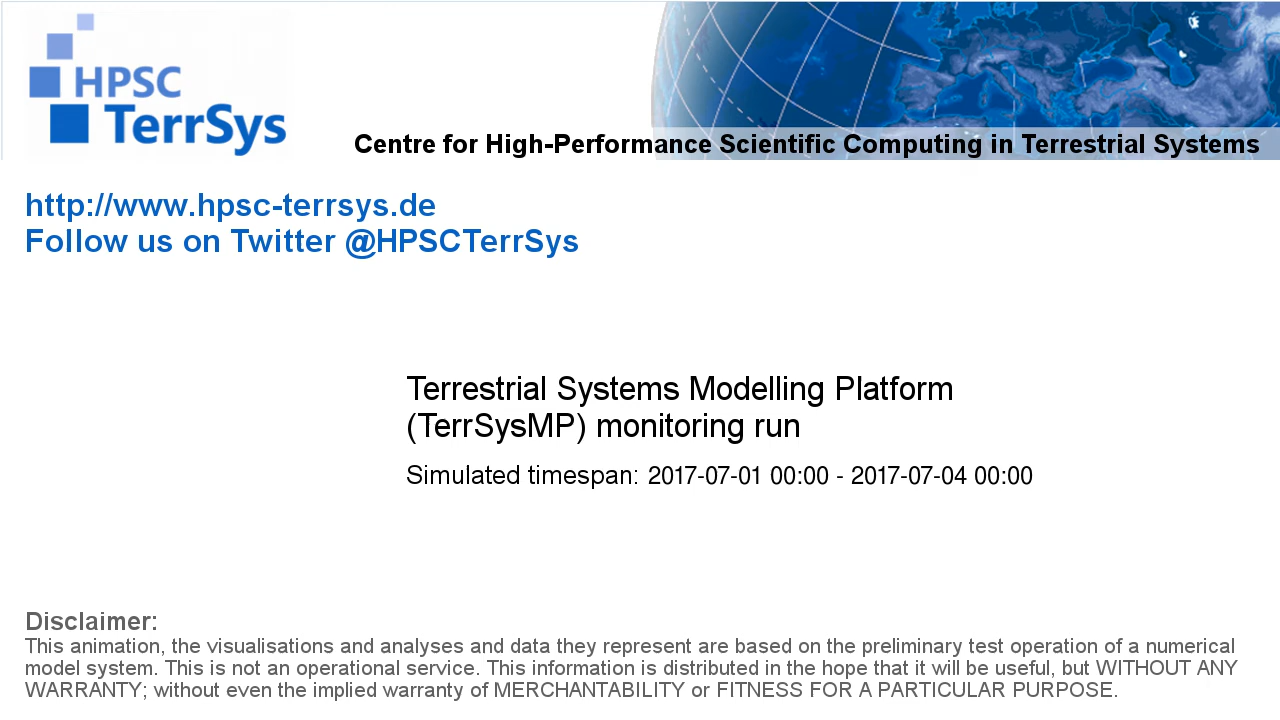 HPSC
TerrSys
Centre for High-Performance Scientific Computing in Terrestrial Systems
http://www.hpsc-terrsys.de
Follow us on Twitter @HPSCTerrSys
Terrestrial Systems Modelling Platform
(TerrSysMP) monitoring run
Simulated timespan: 2017-07-01 00:00 - 2017-07-04 00:00
Disclaimer:
This animation, the visualisations and analyses and data they represent are based on the preliminary test operation of a numerical
model system. This is not an operational service. This information is distributed in the hope that it will be useful, but WITHOUT ANY
WARRANTY; without even the implied warranty of MERCHANTABILITY or FITNESS FOR A PARTICULAR PURPOSE.